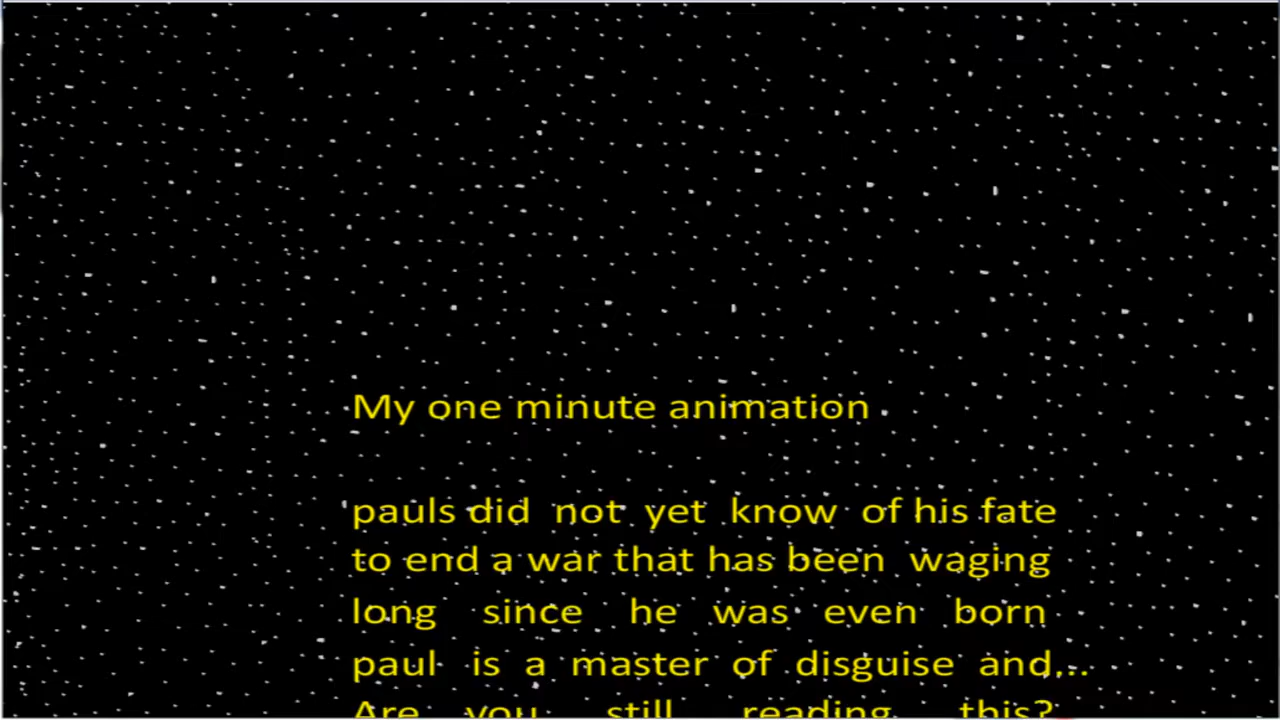 My one minute animation
pauls did not yet know of his fate
to end a war that has been waging
long since he was even born
paul is a master of disguise and,..
Are you still reading this?